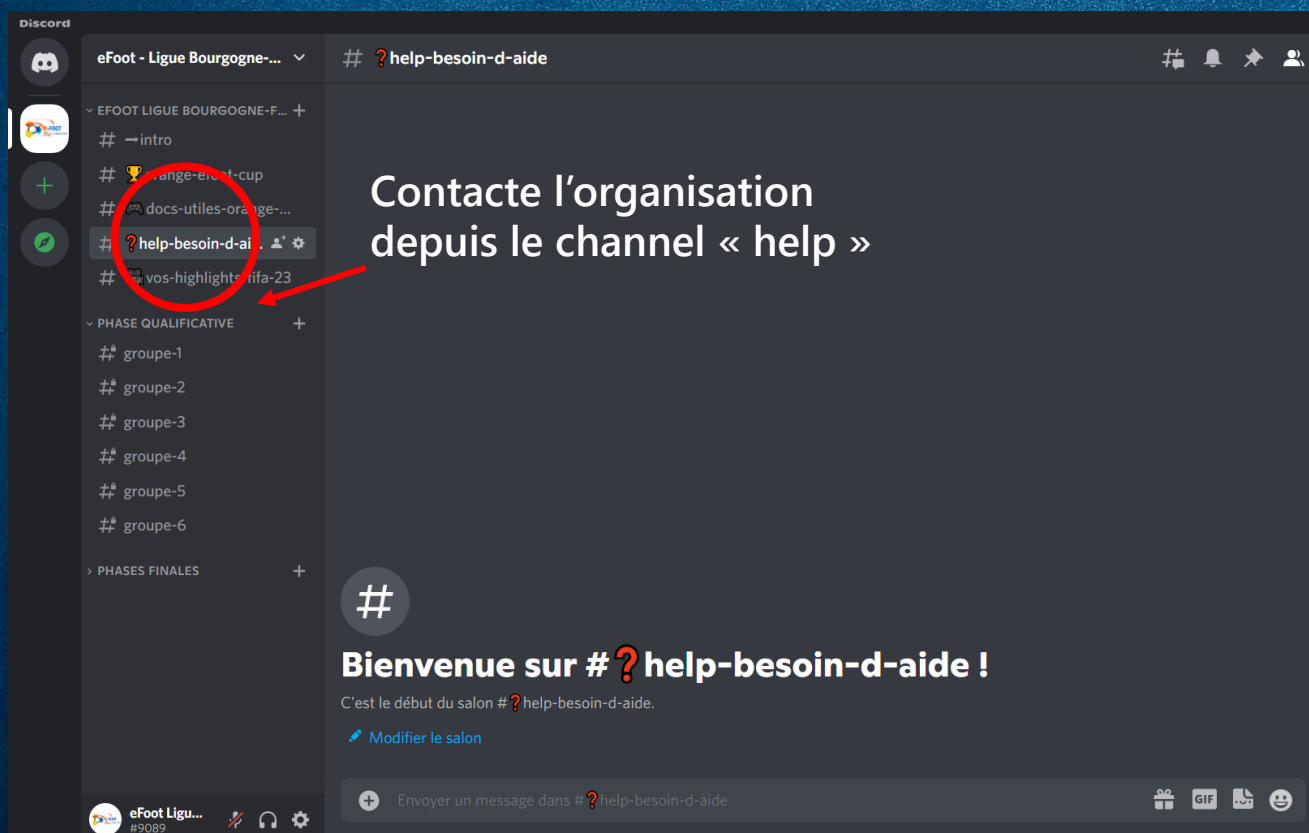 Discord
eFoot - Ligue Bourgogne-...
# ❓help-besoin-d-aide
EFOOT LIGUE BOURGOGNE-F...
# ➞intro
# 🏆orange-efoot-cup
# 🎮docs-utiles-orange-...
# ❓help-besoin-d-ai...
# 🎥vos-highlights-fifa-23
PHASE QUALIFICATIVE
groupe-1
groupe-2
groupe-3
groupe-4
groupe-5
groupe-6
PHASES FINALES
Contacte l’organisation
depuis le channel « help »
#
Bienvenue sur #❓help-besoin-d-aide !
C'est le début du salon #❓help-besoin-d-aide.
Modifier le salon
Envoyer un message dans #❓help-besoin-d-aide
GIF
eFoot Ligu...
#9089